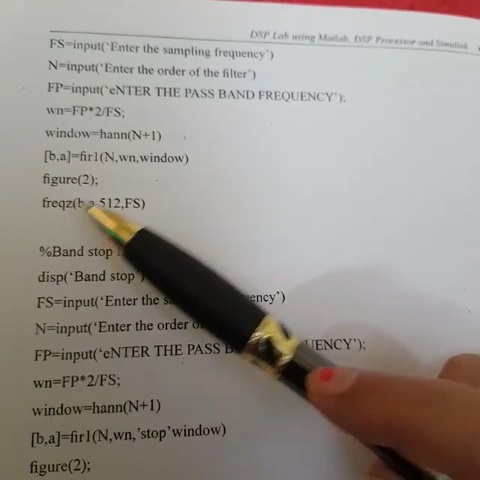 DSP Lab using Matlab, DSP Processor and Simulink
FS=input('Enter the sampling frequency')
N=input('Enter the order of the filter')
FP=input('eNTER THE PASS BAND FREQUENCY');
wn=FP*2/FS;
window=hann(N+1)
[b,a]=fir1(N,wn,window)
figure(2);
freqz(b,a,512,FS)
%Band stop
disp('Band stop
FS=input('Enter the ency')
N=input('Enter the order
FP=input('eNTER THE PASS UENCY');
wn=FP*2/FS;
window=hann(N+1)
[b,a]=fir1(N,wn,'stop'window)
figure(2);